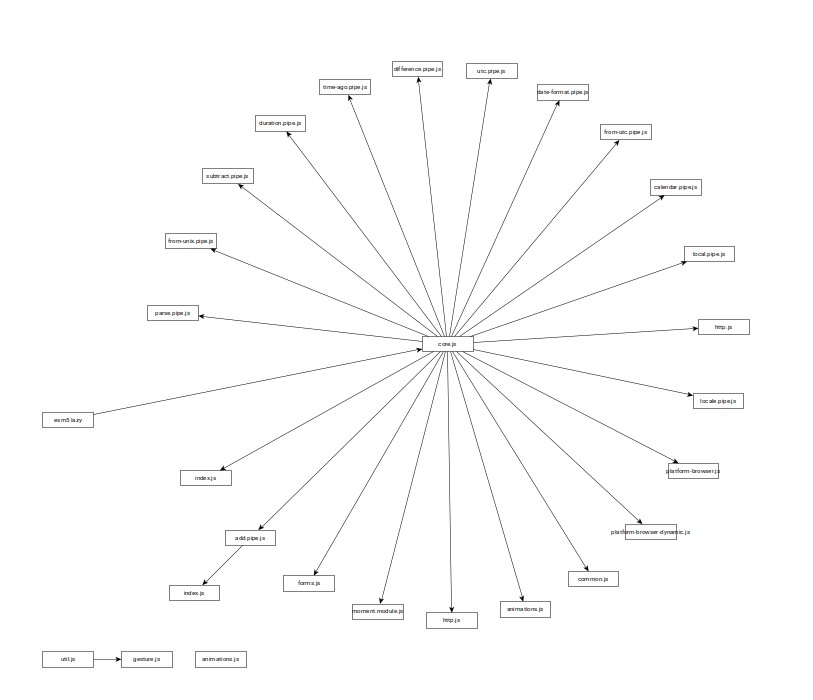 difference.pipe.js
utc.pipe.js
time-ago.pipe.js
date-format.pipe.js
duration.pipe.js
from-utc.pipe.js
subtract.pipe.js
calendar.pipe.js
from-unix.pipe.js
local.pipe.js
parse.pipe.js
http.js
core.js
locale.pipe.js
esm5 lazy
platform-browser.js
index.js
platform-browser-dynamic.js
add.pipe.js
common.js
forms.js
index.js
animations.js
moment.module.js
http.js
util.js
gesture.js
animations.js